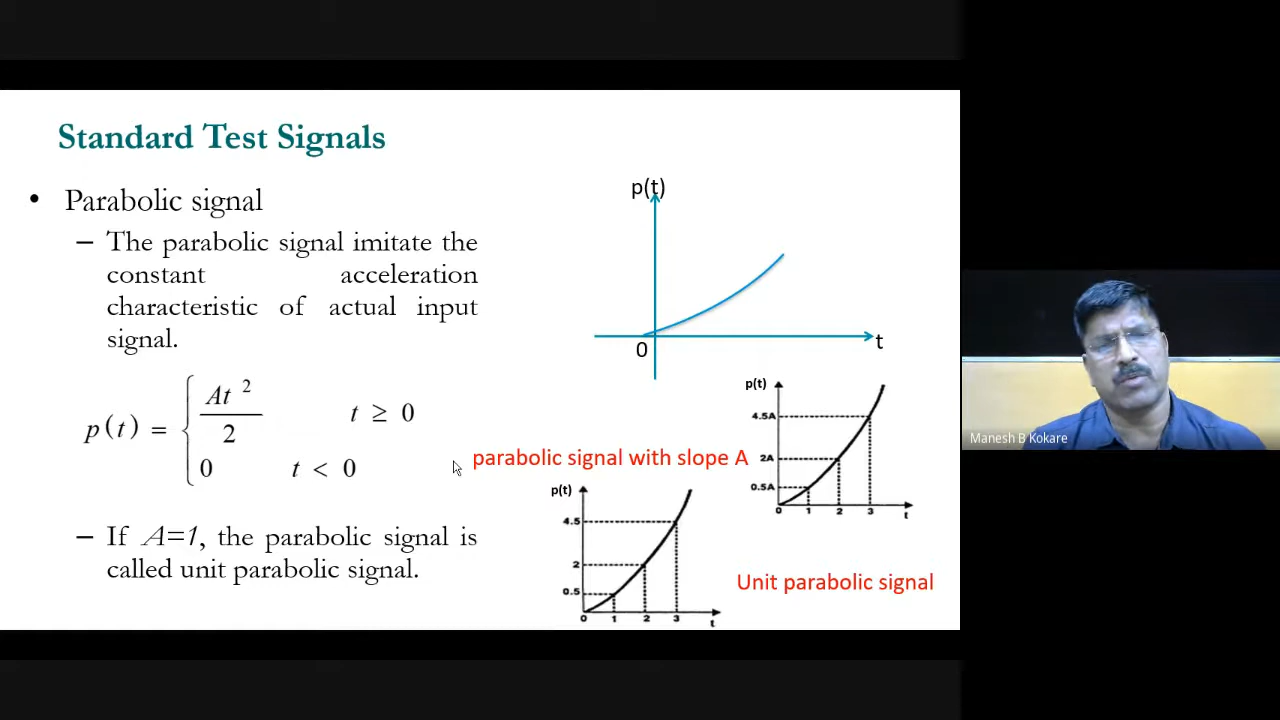 Standard Test Signals
• Parabolic signal
– The parabolic signal imitate the
constant acceleration
characteristic of actual input
signal.
p(t) = { At²/2 t ≥ 0
0 t < 0
– If A=1, the parabolic signal is
called unit parabolic signal.
p(t)
0
t
p(t)
4.5A
2A
0.5A
0 1 2 3
t
parabolic signal with slope A
p(t)
4.5
2
0.5
0 1 2 3
t
Unit parabolic signal
Manesh B Kokare